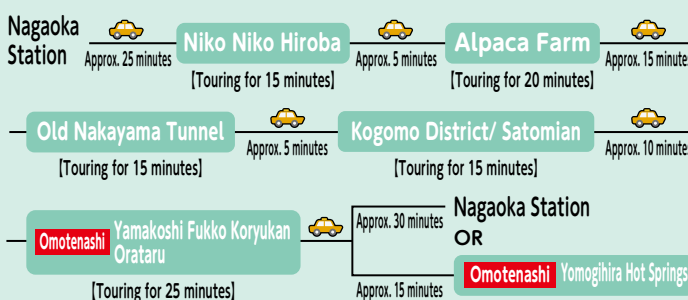 Nagaoka
Station
Approx. 25 minutes
Niko Niko Hiroba
[Touring for 15 minutes]
Approx. 5 minutes
Alpaca Farm
[Touring for 20 minutes]
Approx. 15 minutes
Old Nakayama Tunnel
[Touring for 15 minutes]
Approx. 5 minutes
Kogomo District/ Satomian
[Touring for 15 minutes]
Approx. 10 minutes
Omotenashi
Yamakoshi Fukko Koryukan
Orataru
[Touring for 25 minutes]
Approx. 30 minutes
Nagaoka Station
OR
Approx. 15 minutes
Omotenashi Yomogihira Hot Springs